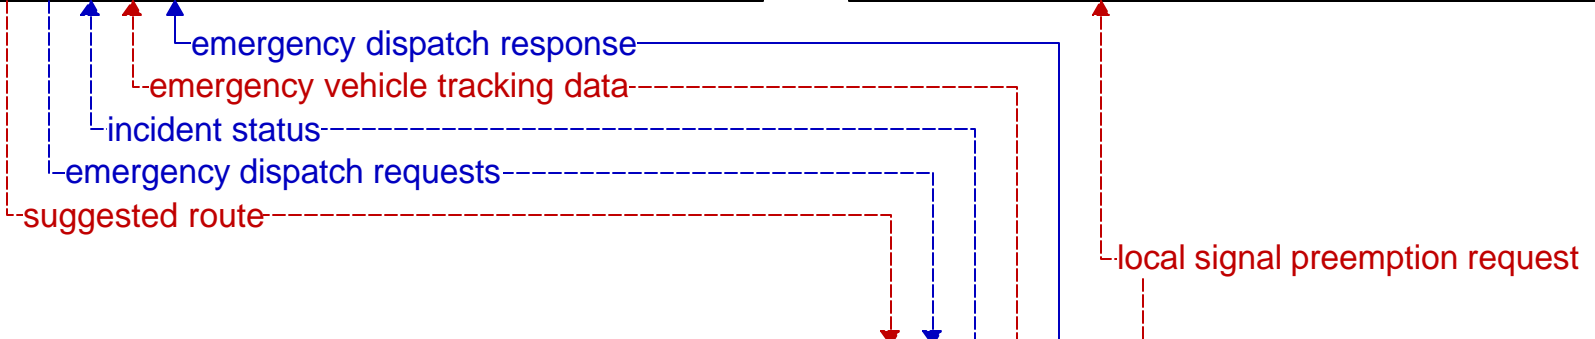 emergency dispatch response
emergency vehicle tracking data
incident status
emergency dispatch requests
suggested route
local signal preemption request